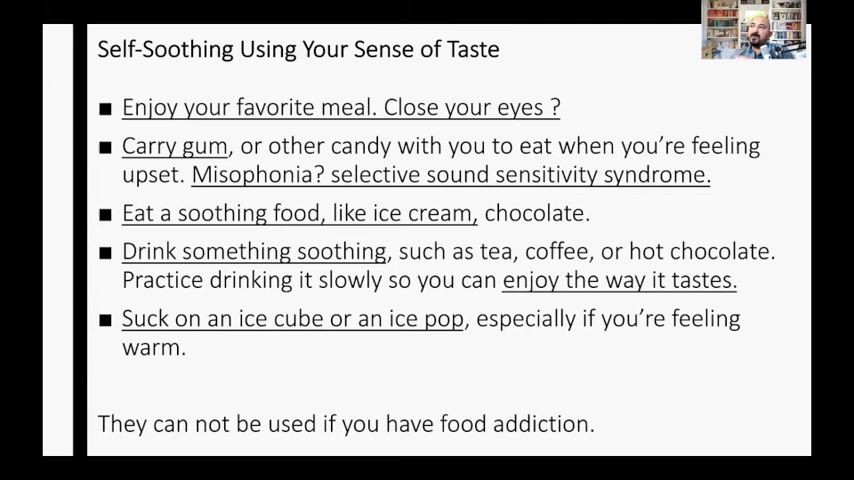 Self-Soothing Using Your Sense of Taste
■ Enjoy your favorite meal. Close your eyes ?
■ Carry gum, or other candy with you to eat when you’re feeling
upset. Misophonia? selective sound sensitivity syndrome.
■ Eat a soothing food, like ice cream, chocolate.
■ Drink something soothing, such as tea, coffee, or hot chocolate.
Practice drinking it slowly so you can enjoy the way it tastes.
■ Suck on an ice cube or an ice pop, especially if you’re feeling
warm.
They can not be used if you have food addiction.